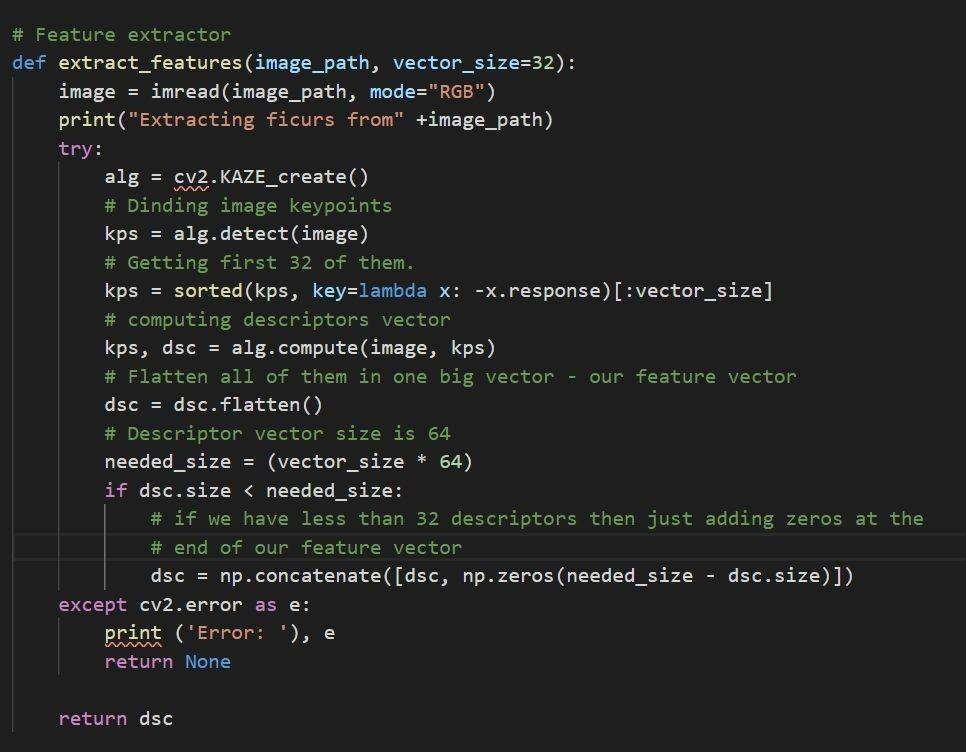 # Feature extractor
def extract_features(image_path, vector_size=32):
    image = imread(image_path, mode="RGB")
    print("Extracting ficurs from" +image_path)
    try:
        alg = cv2.KAZE_create()
        # Dinding image keypoints
        kps = alg.detect(image)
        # Getting first 32 of them.
        kps = sorted(kps, key=lambda x: -x.response)[:vector_size]
        # computing descriptors vector
        kps, dsc = alg.compute(image, kps)
        # Flatten all of them in one big vector - our feature vector
        dsc = dsc.flatten()
        # Descriptor vector size is 64
        needed_size = (vector_size * 64)
        if dsc.size < needed_size:
            # if we have less than 32 descriptors then just adding zeros at the
            # end of our feature vector
            dsc = np.concatenate([dsc, np.zeros(needed_size - dsc.size)])
    except cv2.error as e:
        print ('Error: '), e
        return None

    return dsc